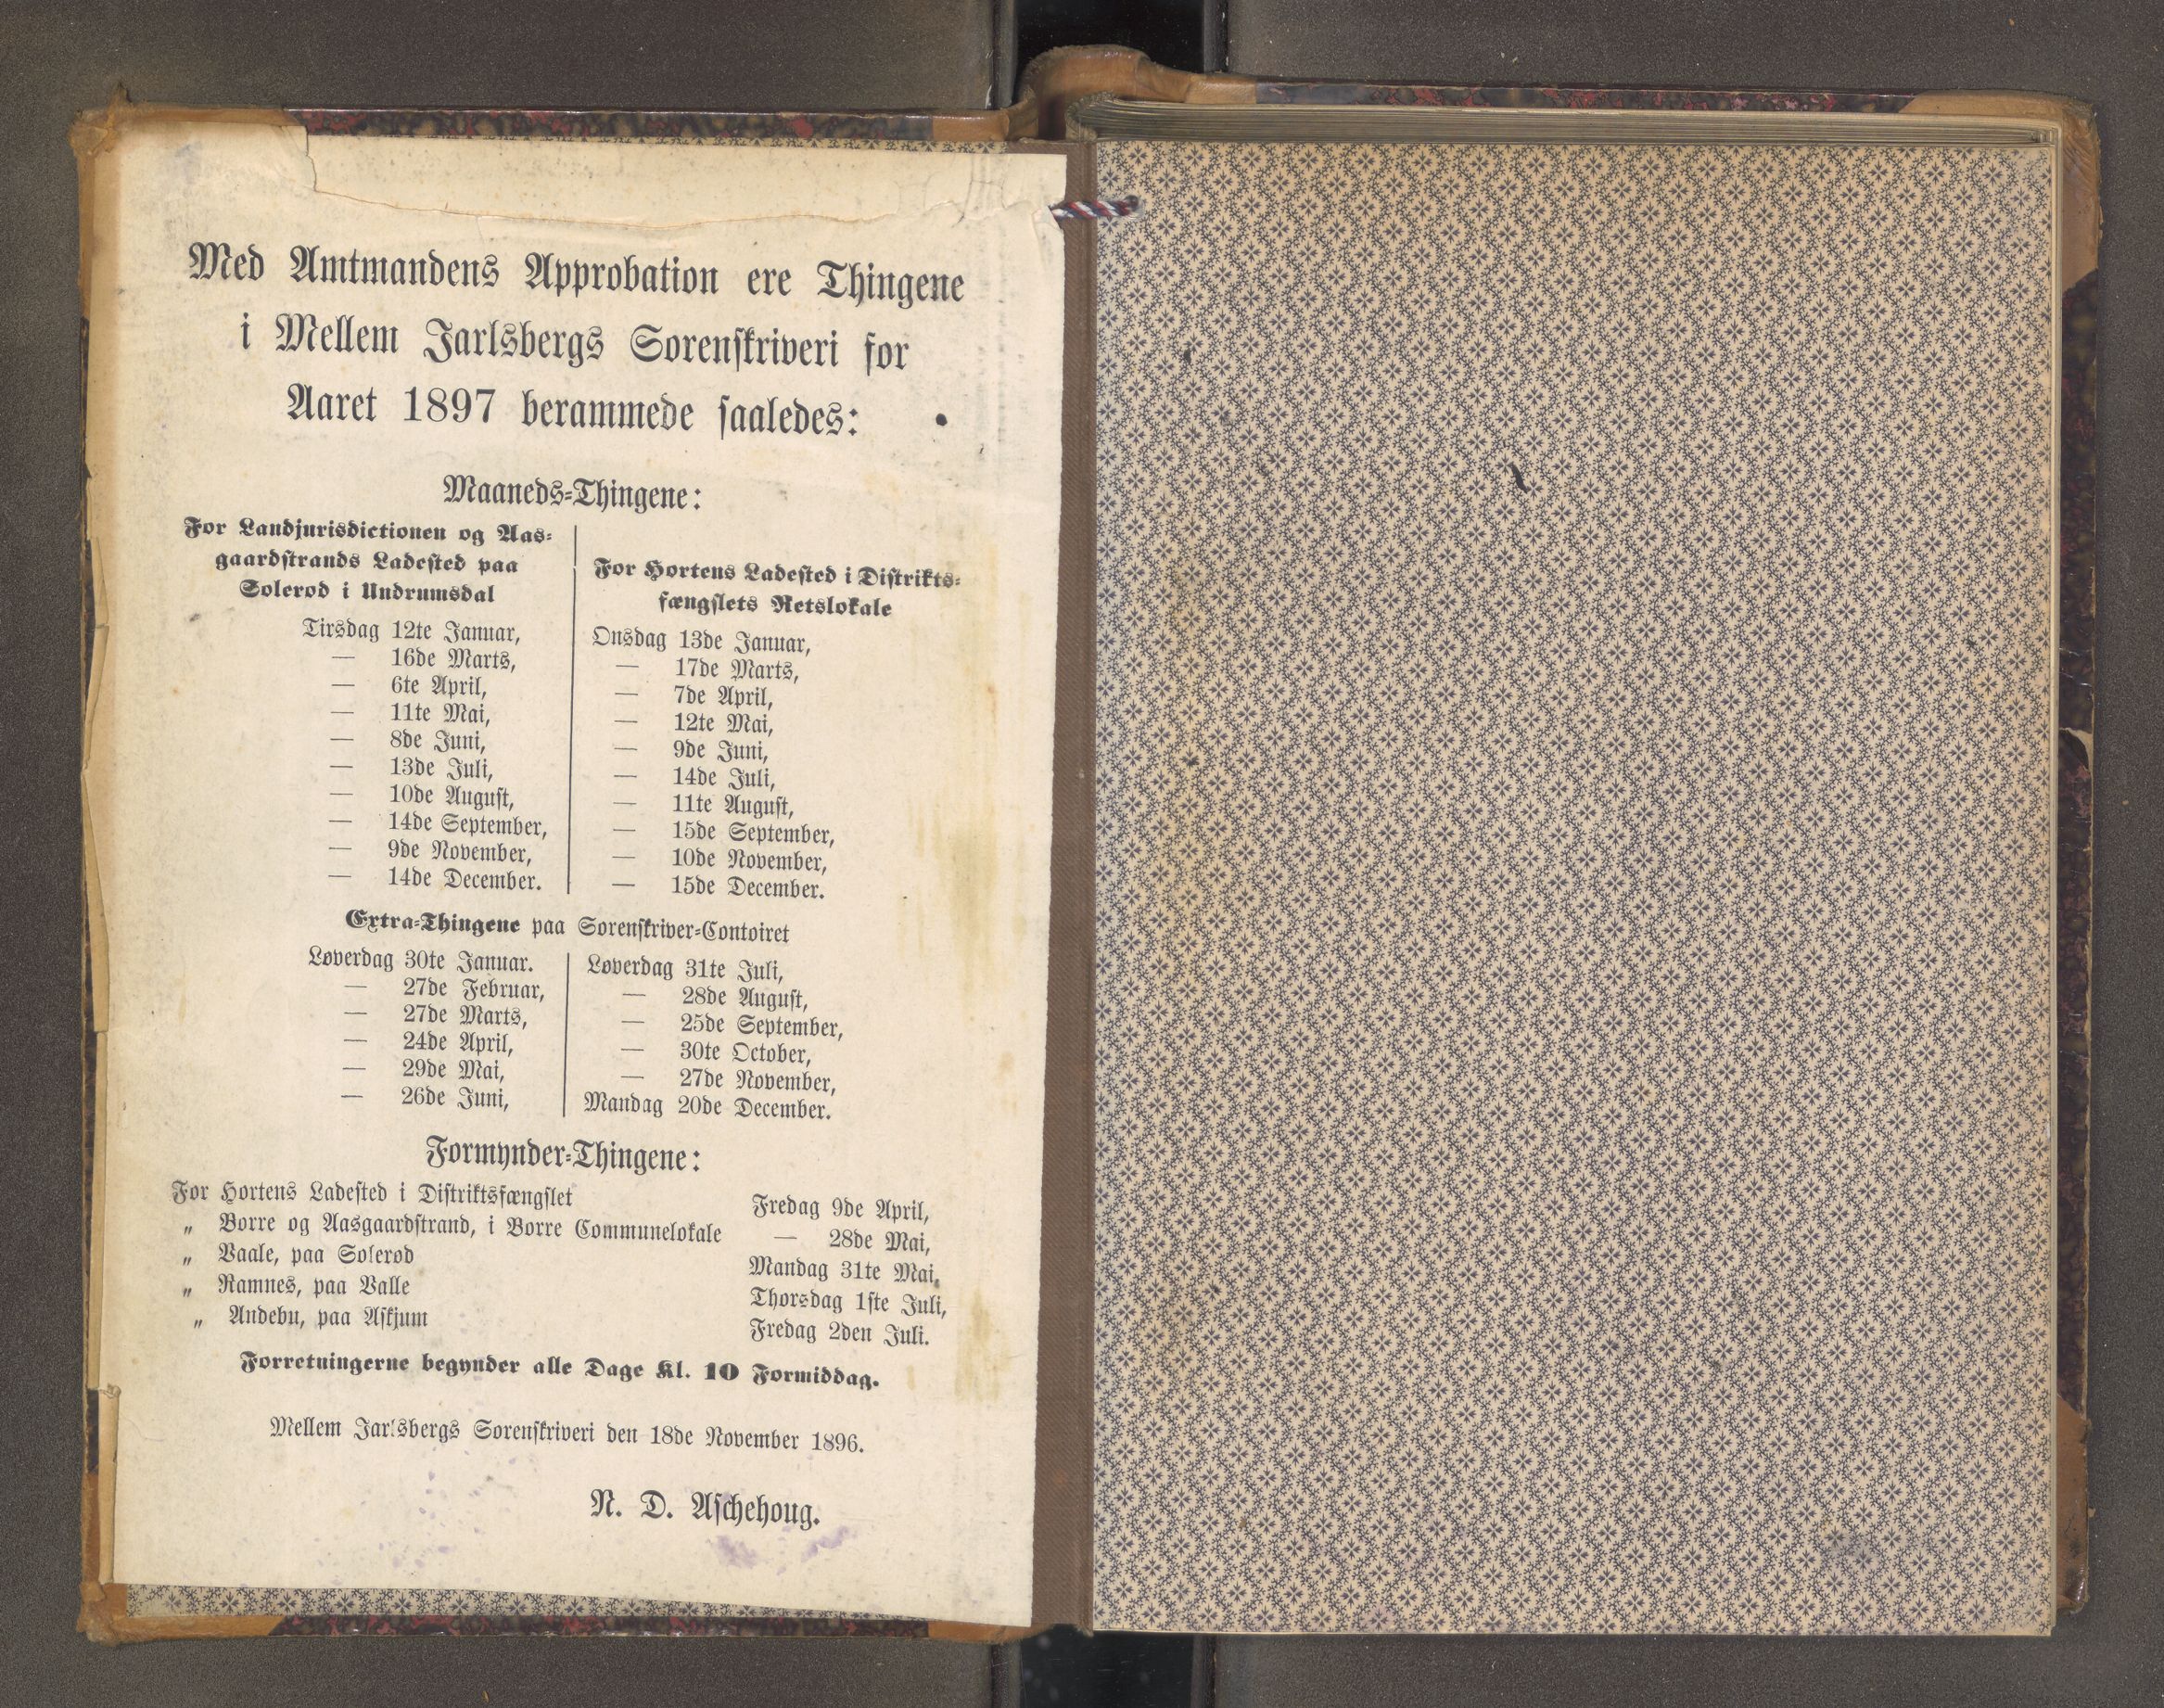 Med Amtmandens Approbation ere Thingene
i Mellem Jarlsbergs Sorenskriveri for
Aaret 1897 berammede saaledes:
Maaneds-Thingene:
For Landjurisdictionen og Aas-
gaardstrands Ladested paa
Solerød i Undrumsdal
Tirsdag 12te Januar,
— 16de Marts,
— 6te April,
— 11te Mai,
— 8de Juni,
— 13de Juli,
— 10de August,
— 14de September,
— 9de November,
— 14de December.
For Hortens Ladested i Distrikts-
fængslets Retslokale
Onsdag 13de Januar,
— 17de Marts,
— 7de April,
— 12te Mai,
— 9de Juni,
— 14de Juli,
— 11te August,
— 15de September,
— 10de November,
— 15de December.
Extra-Thingene paa Sorenskriver-Contoiret
Løverdag 30te Januar.
— 27de Februar,
— 27de Marts,
— 24de April,
— 29de Mai,
— 26de Juni,
Løverdag 31te Juli,
— 28de August,
— 25de September,
— 30te October,
— 27de November,
Mandag 20de December.
Formynder-Thingene:
For Hortens Ladested i Distriktsfængslet Fredag 9de April,
„ Borre og Aasgaardstrand, i Borre Communelokale — 28de Mai,
„ Vaale, paa Solerød Mandag 31te Mai,
„ Ramnes, paa Valle Thorsdag 1ste Juli,
„ Andebu, paa Askjum Fredag 2den Juli.
Forretningerne begynder alle Dage Kl. 10 Formiddag.
Mellem Jarlsbergs Sorenskriveri den 18de November 1896.
N. D. Aschehoug.